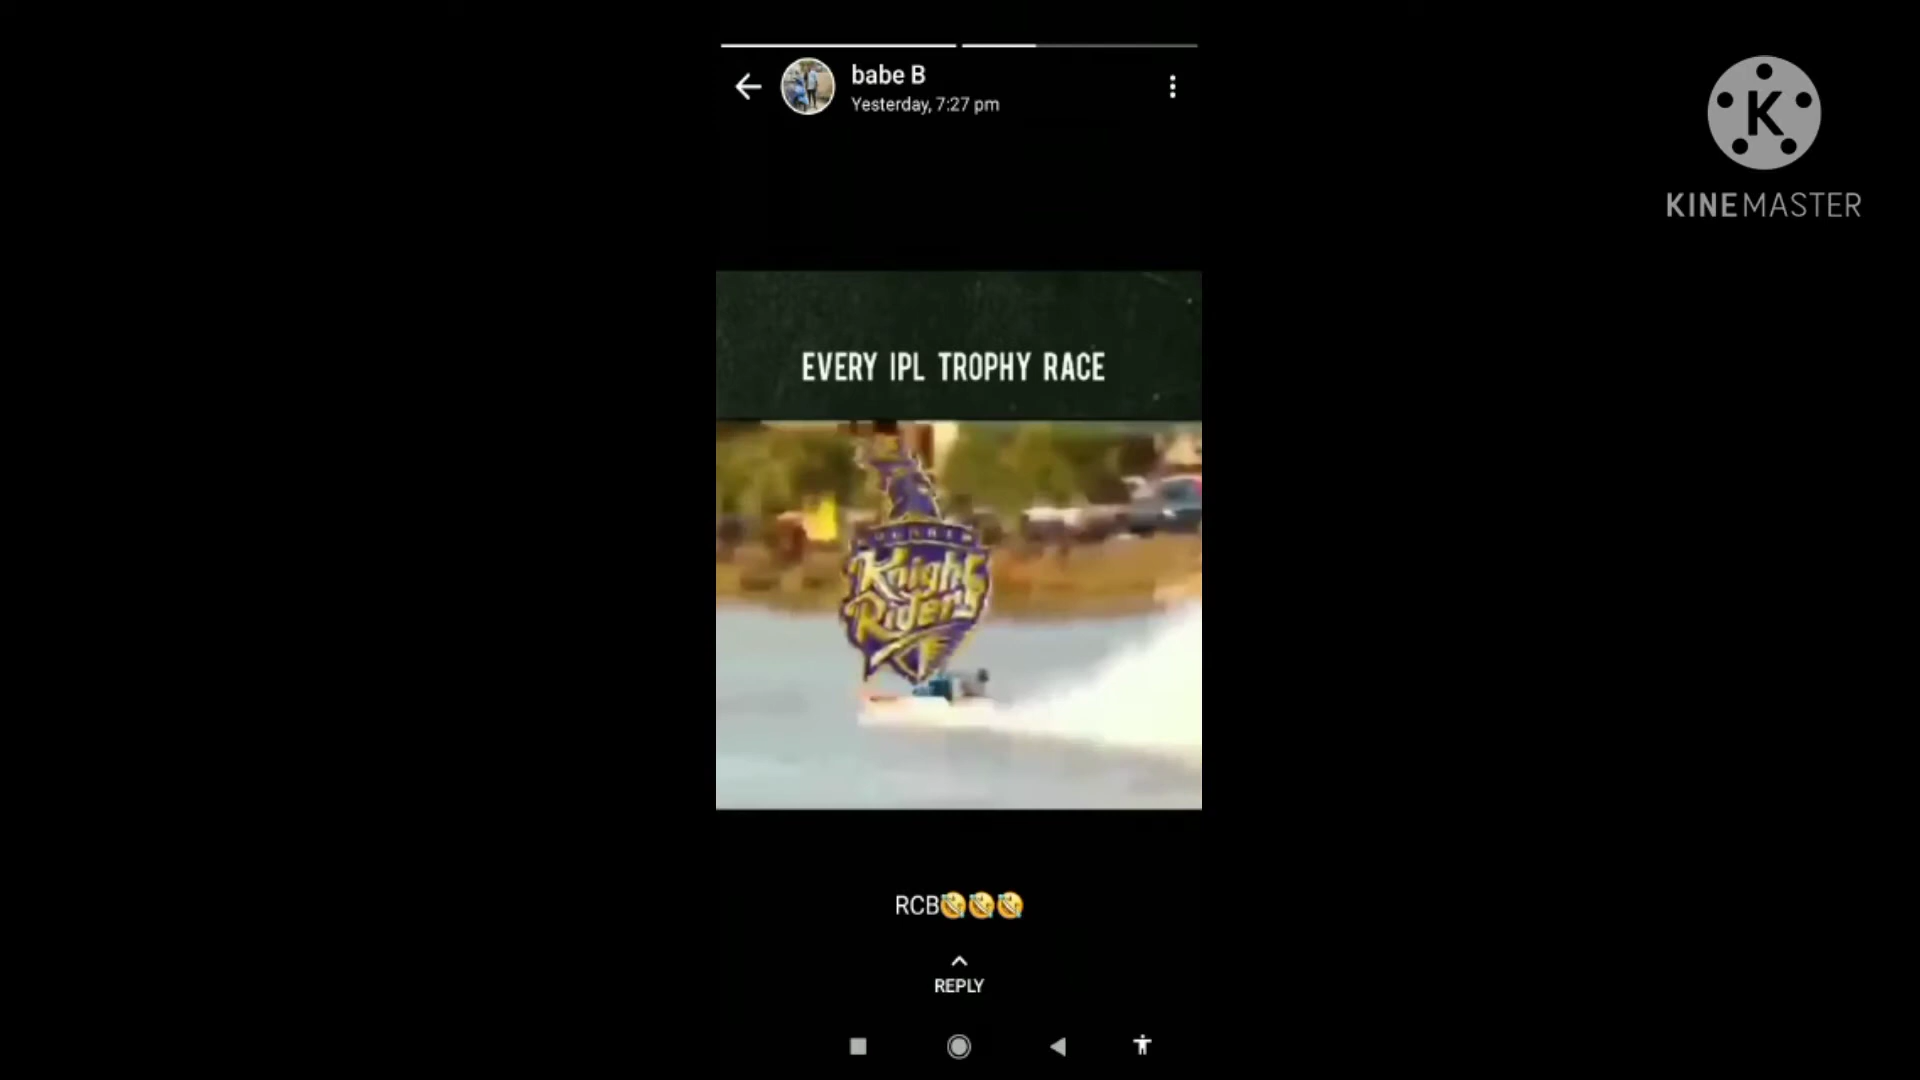 babe B
Yesterday, 7:27 pm
K
KINEMASTER
EVERY IPL TROPHY RACE
Knight
Riders
RCB🤣🤣🤣
REPLY